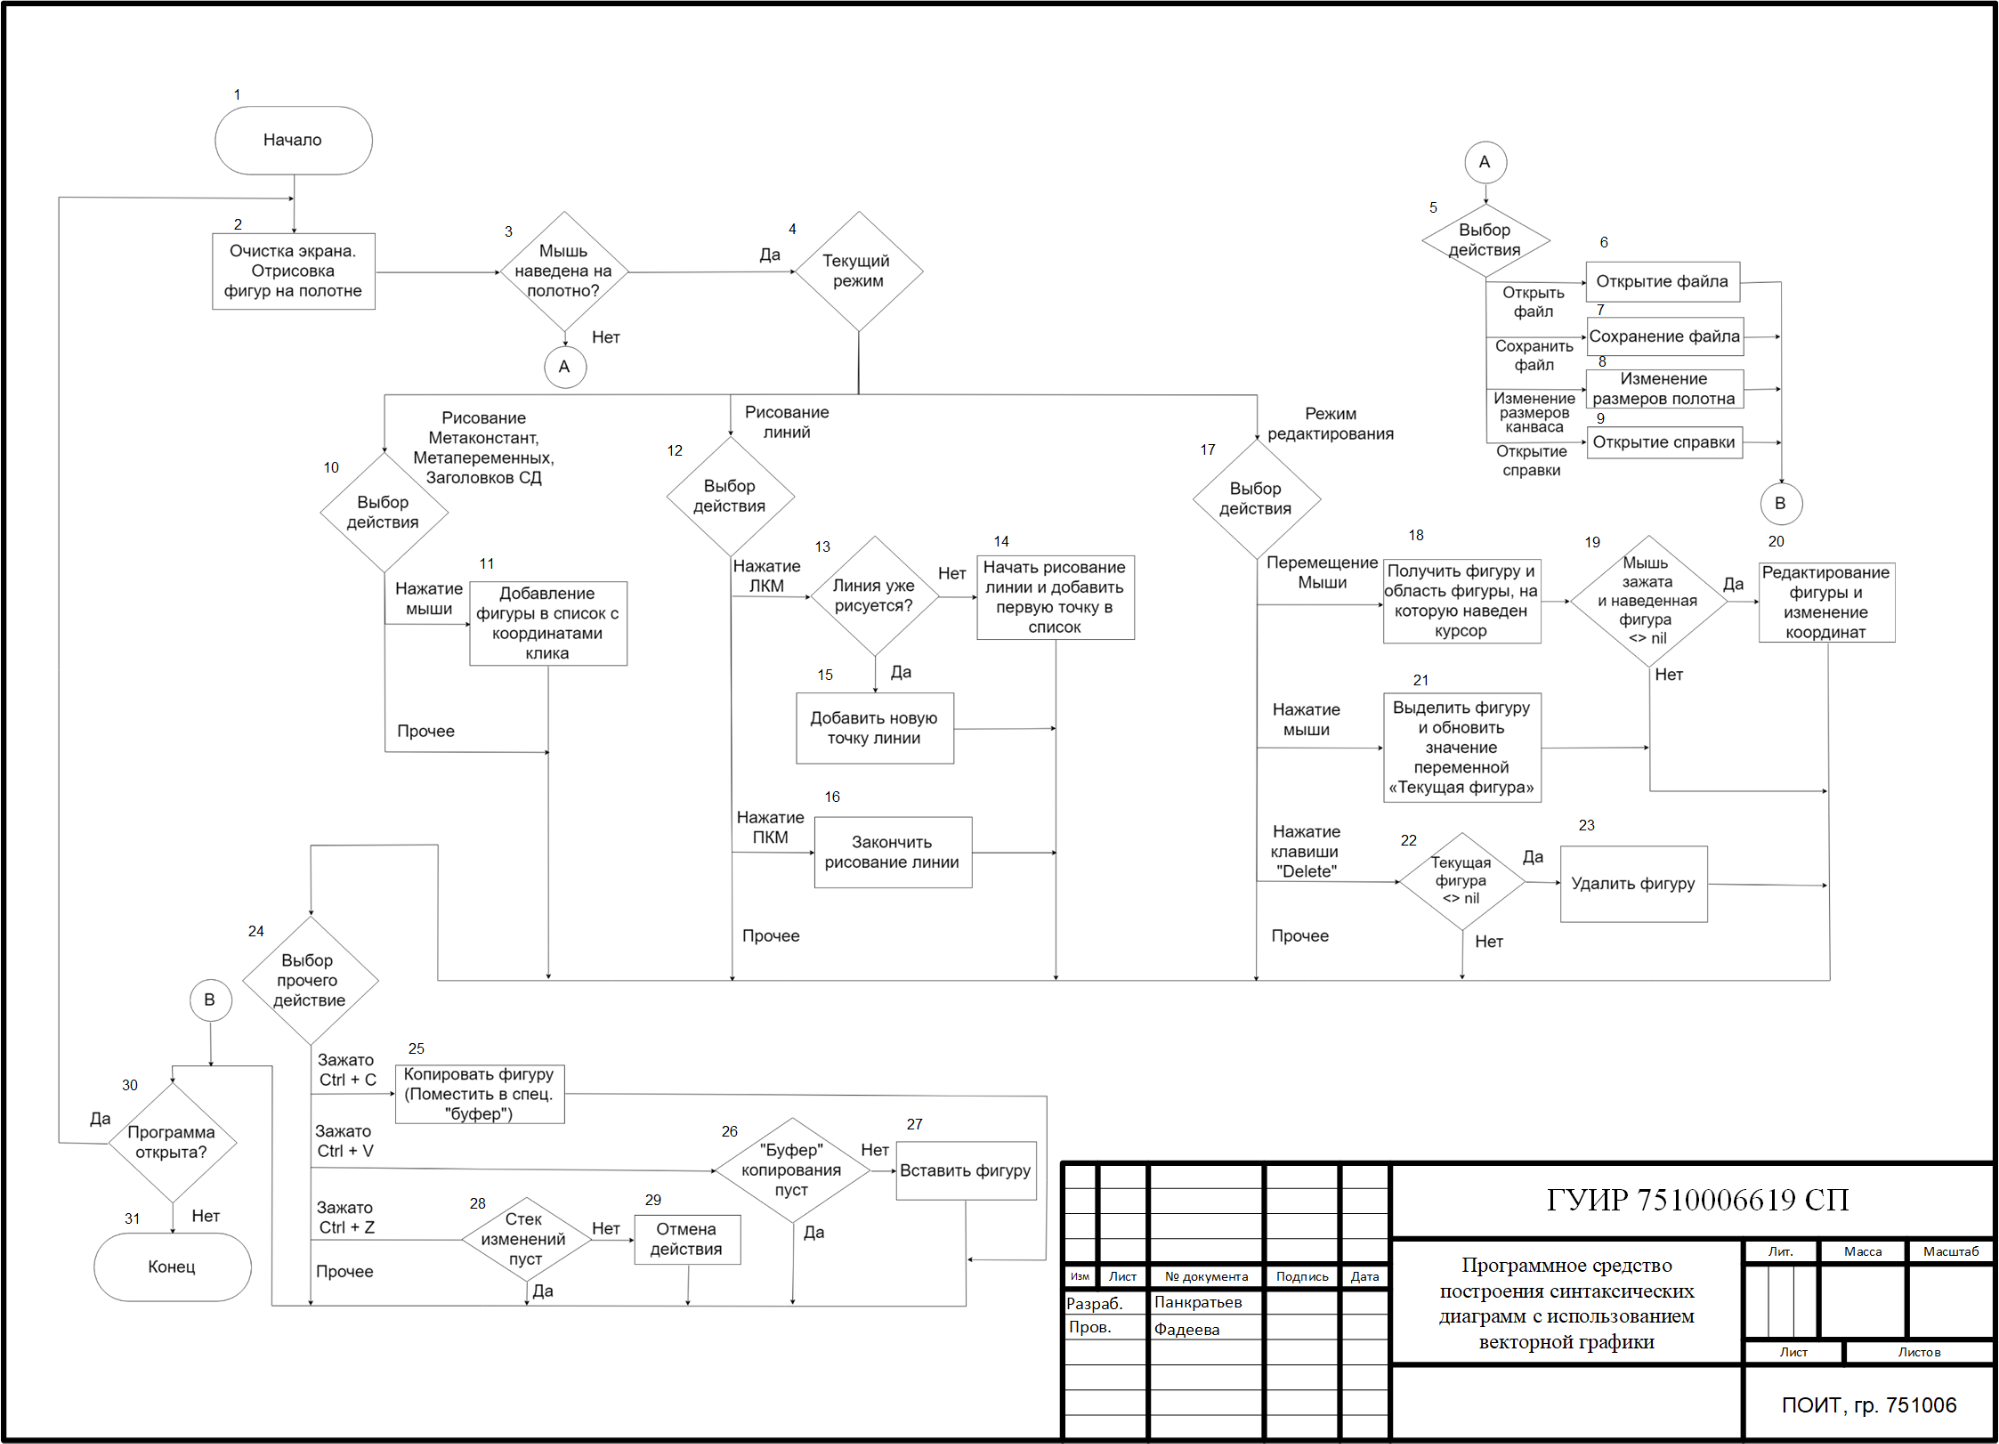 1
Начало
2
Очистка экрана.
Отрисовка
фигур на полотне
3
Мышь
наведена на
полотно?
Да
Нет
А
4
Текущий
режим
А
5
Выбор
действия
6
Открытие файла
Открыть
файл
7
Сохранение файла
Сохранить
файл
8
Изменение
размеров полотна
Изменение
размеров
канваса
9
Открытие справки
Открытие
справки
В
Рисование
Метаконстант,
Метапеременных,
Заголовков СД
10
Выбор
действия
11
Нажатие
мыши
Добавление
фигуры в список с
координатами
клика
Прочее
Рисование
линий
12
Выбор
действия
Нажатие
ЛКМ
13
Линия уже
рисуется?
Нет
14
Начать рисование
линии и добавить
первую точку в
список
Да
15
Добавить новую
точку линии
Нажатие
ПКМ
16
Закончить
рисование линии
Прочее
Режим
редактирования
17
Выбор
действия
Перемещение
Мыши
18
Получить фигуру и
область фигуры, на
которую наведен
курсор
19
Мышь
зажата
и наведенная
фигура
<> nil
Да
20
Редактирование
фигуры и
изменение
координат
Нет
Нажатие
мыши
21
Выделить фигуру
и обновить
значение
переменной
«Текущая фигура»
Нажатие
клавиши
"Delete"
22
Текущая
фигура
<> nil
Да
23
Удалить фигуру
Нет
Прочее
24
Выбор
прочего
действие
В
Зажато
Ctrl + C
25
Копировать фигуру
(Поместить в спец.
"буфер")
Зажато
Ctrl + V
26
"Буфер"
копирования
пуст
Нет
27
Вставить фигуру
Да
Зажато
Ctrl + Z
28
Стек
изменений
пуст
Нет
29
Отмена
действия
Да
Прочее
30
Программа
открыта?
Да
Нет
31
Конец
ГУИР 7510006619 СП
Программное средство
построения синтаксических
диаграмм с использованием
векторной графики
Лит.
Масса
Масштаб
Изм
Лист
№ документа
Подпись
Дата
Разраб.
Панкратьев
Пров.
Фадеева
Лист
Листов
ПОИТ, гр. 751006